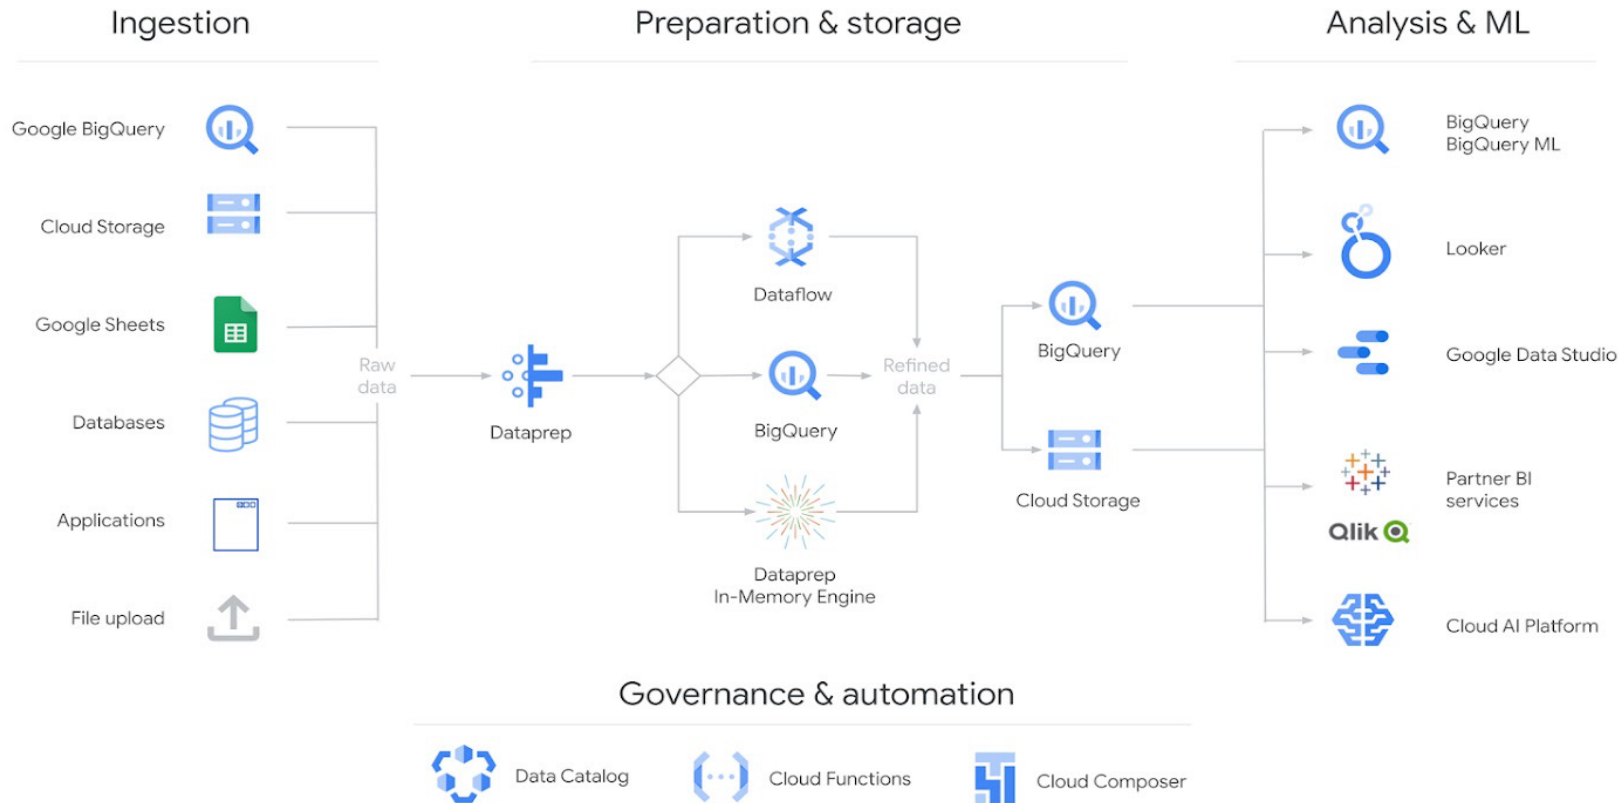 Ingestion
Preparation & storage
Analysis & ML
Google BigQuery
Cloud Storage
Google Sheets
Databases
Applications
File upload
Raw
data
Dataprep
Dataflow
BigQuery
Dataprep
In-Memory Engine
Refined
data
BigQuery
Cloud Storage
BigQuery
BigQuery ML
Looker
Google Data Studio
Partner BI
services
Qlik
Cloud AI Platform
Governance & automation
Data Catalog
Cloud Functions
Cloud Composer